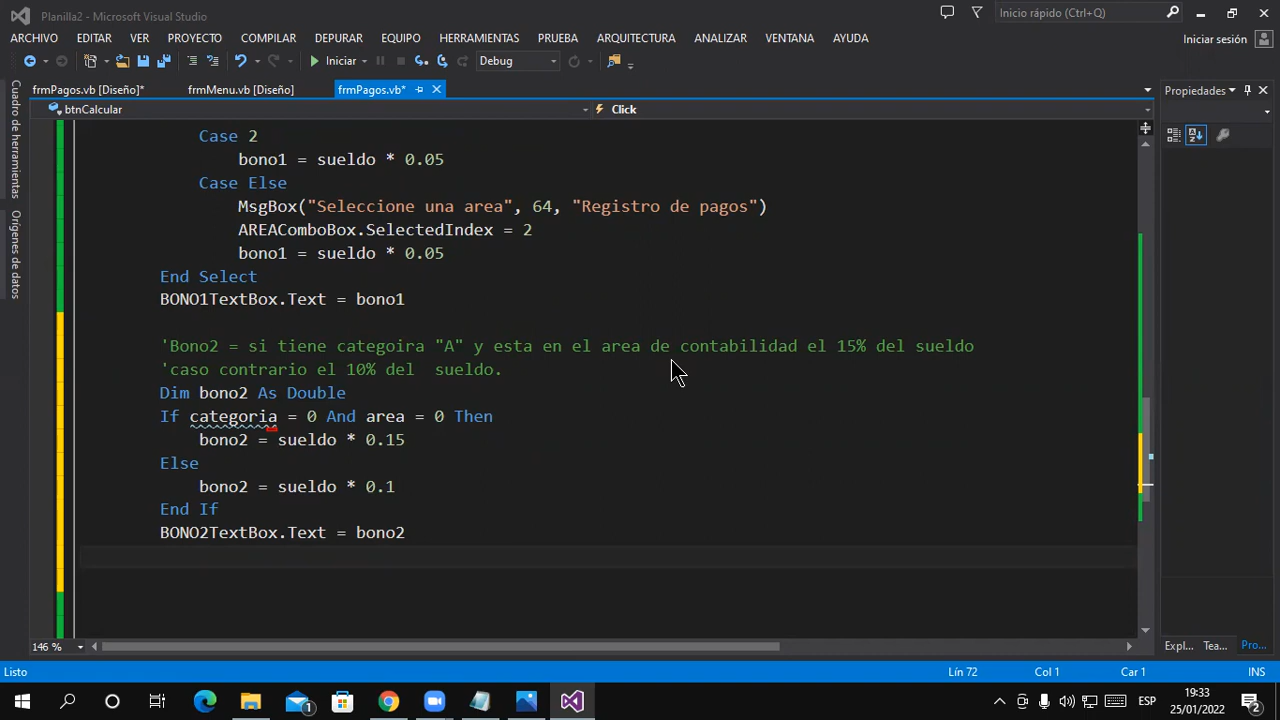 Planilla2 - Microsoft Visual Studio
Inicio rápido (Ctrl+Q)
ARCHIVO EDITAR VER PROYECTO COMPILAR DEPURAR EQUIPO HERRAMIENTAS PRUEBA ARQUITECTURA ANALIZAR VENTANA AYUDA
Iniciar sesión
Iniciar Debug
frmPagos.vb [Diseño]* frmMenu.vb [Diseño] frmPagos.vb*
Propiedades
btnCalcular Click
Cuadro de herramientas
Orígenes de datos
Case 2
bono1 = sueldo * 0.05
Case Else
MsgBox("Seleccione una area", 64, "Registro de pagos")
AREAComboBox.SelectedIndex = 2
bono1 = sueldo * 0.05
End Select
BONO1TextBox.Text = bono1
'Bono2 = si tiene categoira "A" y esta en el area de contabilidad el 15% del sueldo
'caso contrario el 10% del  sueldo.
Dim bono2 As Double
If categoria = 0 And area = 0 Then
bono2 = sueldo * 0.15
Else
bono2 = sueldo * 0.1
End If
BONO2TextBox.Text = bono2
146 %
Expl... Tea... Pro...
Listo Lín 72 Col 1 Car 1 INS
ESP 19:33
25/01/2022
1
2